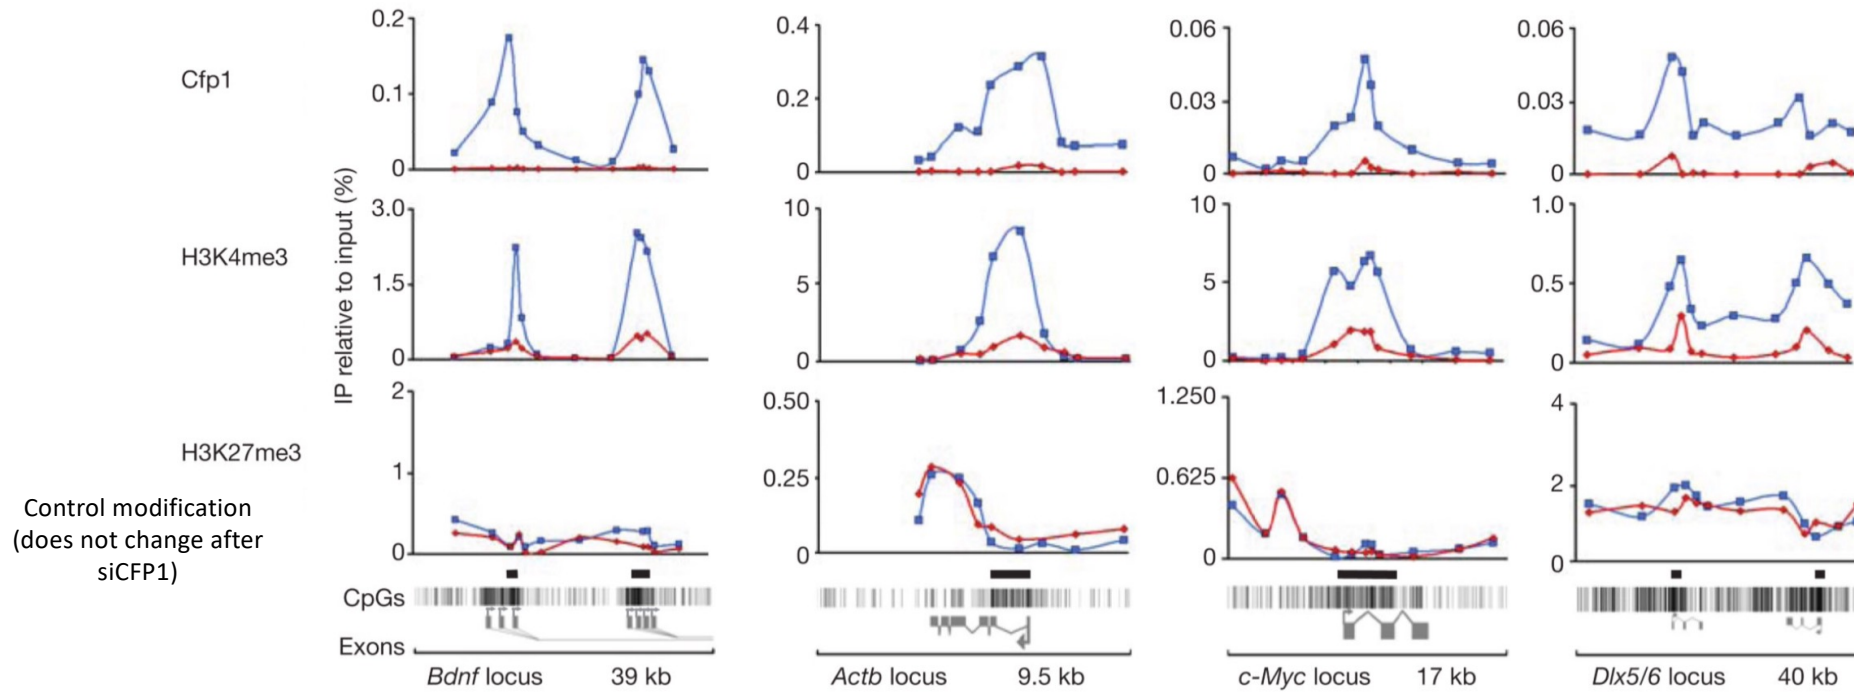 Cfp1
H3K4me3
H3K27me3
Control modification
(does not change after
siCFP1)
IP relative to input (%)
0.2
0.1
0
3.0
1.5
0
2
1
0
0.4
0.2
0
10
5
0
0.50
0.25
0
0.06
0.03
0
10
5
0
1.250
0.625
0
0.06
0.03
0
1.0
0.5
0
4
2
0
CpGs
Exons
Bdnf locus 39 kb
Actb locus 9.5 kb
c-Myc locus 17 kb
Dlx5/6 locus 40 kb